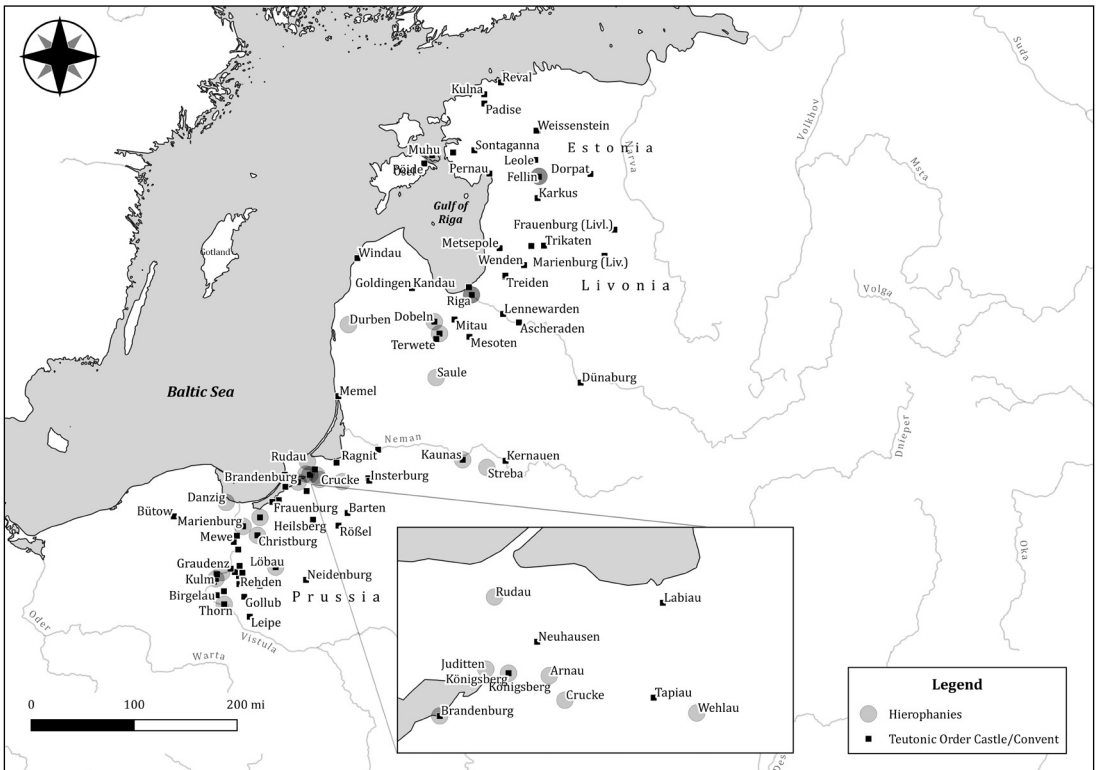 Suda
Reval
Kulna
Padise
Volkhov
Weissenstein
Muhu
Sontaganna
Estonia
Narva
Leole
Dorpat
Msta
Pöide
Pernau
Fellin
Karkus
Gulf of
Riga
Frauenburg (Livl.)
Gotland
Metsepole
Trikaten
Windau
Wenden
Marienburg (Liv.)
Goldingen
Kandau
Treiden
Livonia
Volga
Riga
Durben
Dobeln
Mitau
Lennewarden
Ascheraden
Terwete
Mesoten
Saule
Dünaburg
Baltic Sea
Memel
Dnieper
Neman
Rudau
Ragnit
Kaunas
Kernauen
Streba
Brandenburg
Crucke
Insterburg
Danzig
Frauenburg
Barten
Bütow
Marienburg
Heilsberg
Rößel
Mewe
Christburg
Graudenz
Löbau
Kulm
Rehden
Neidenburg
Birgelau
Gollub
Prussia
Thorn
Leipe
Oder
Vistula
Warta
Oka
Rudau
Labiau
Neuhausen
Juditten
Arnau
Königsberg
Königsberg
Crucke
Tapiau
Wehlau
Brandenburg
Des
0 100 200 mi
Legend
Hierophanies
Teutonic Order Castle/Convent